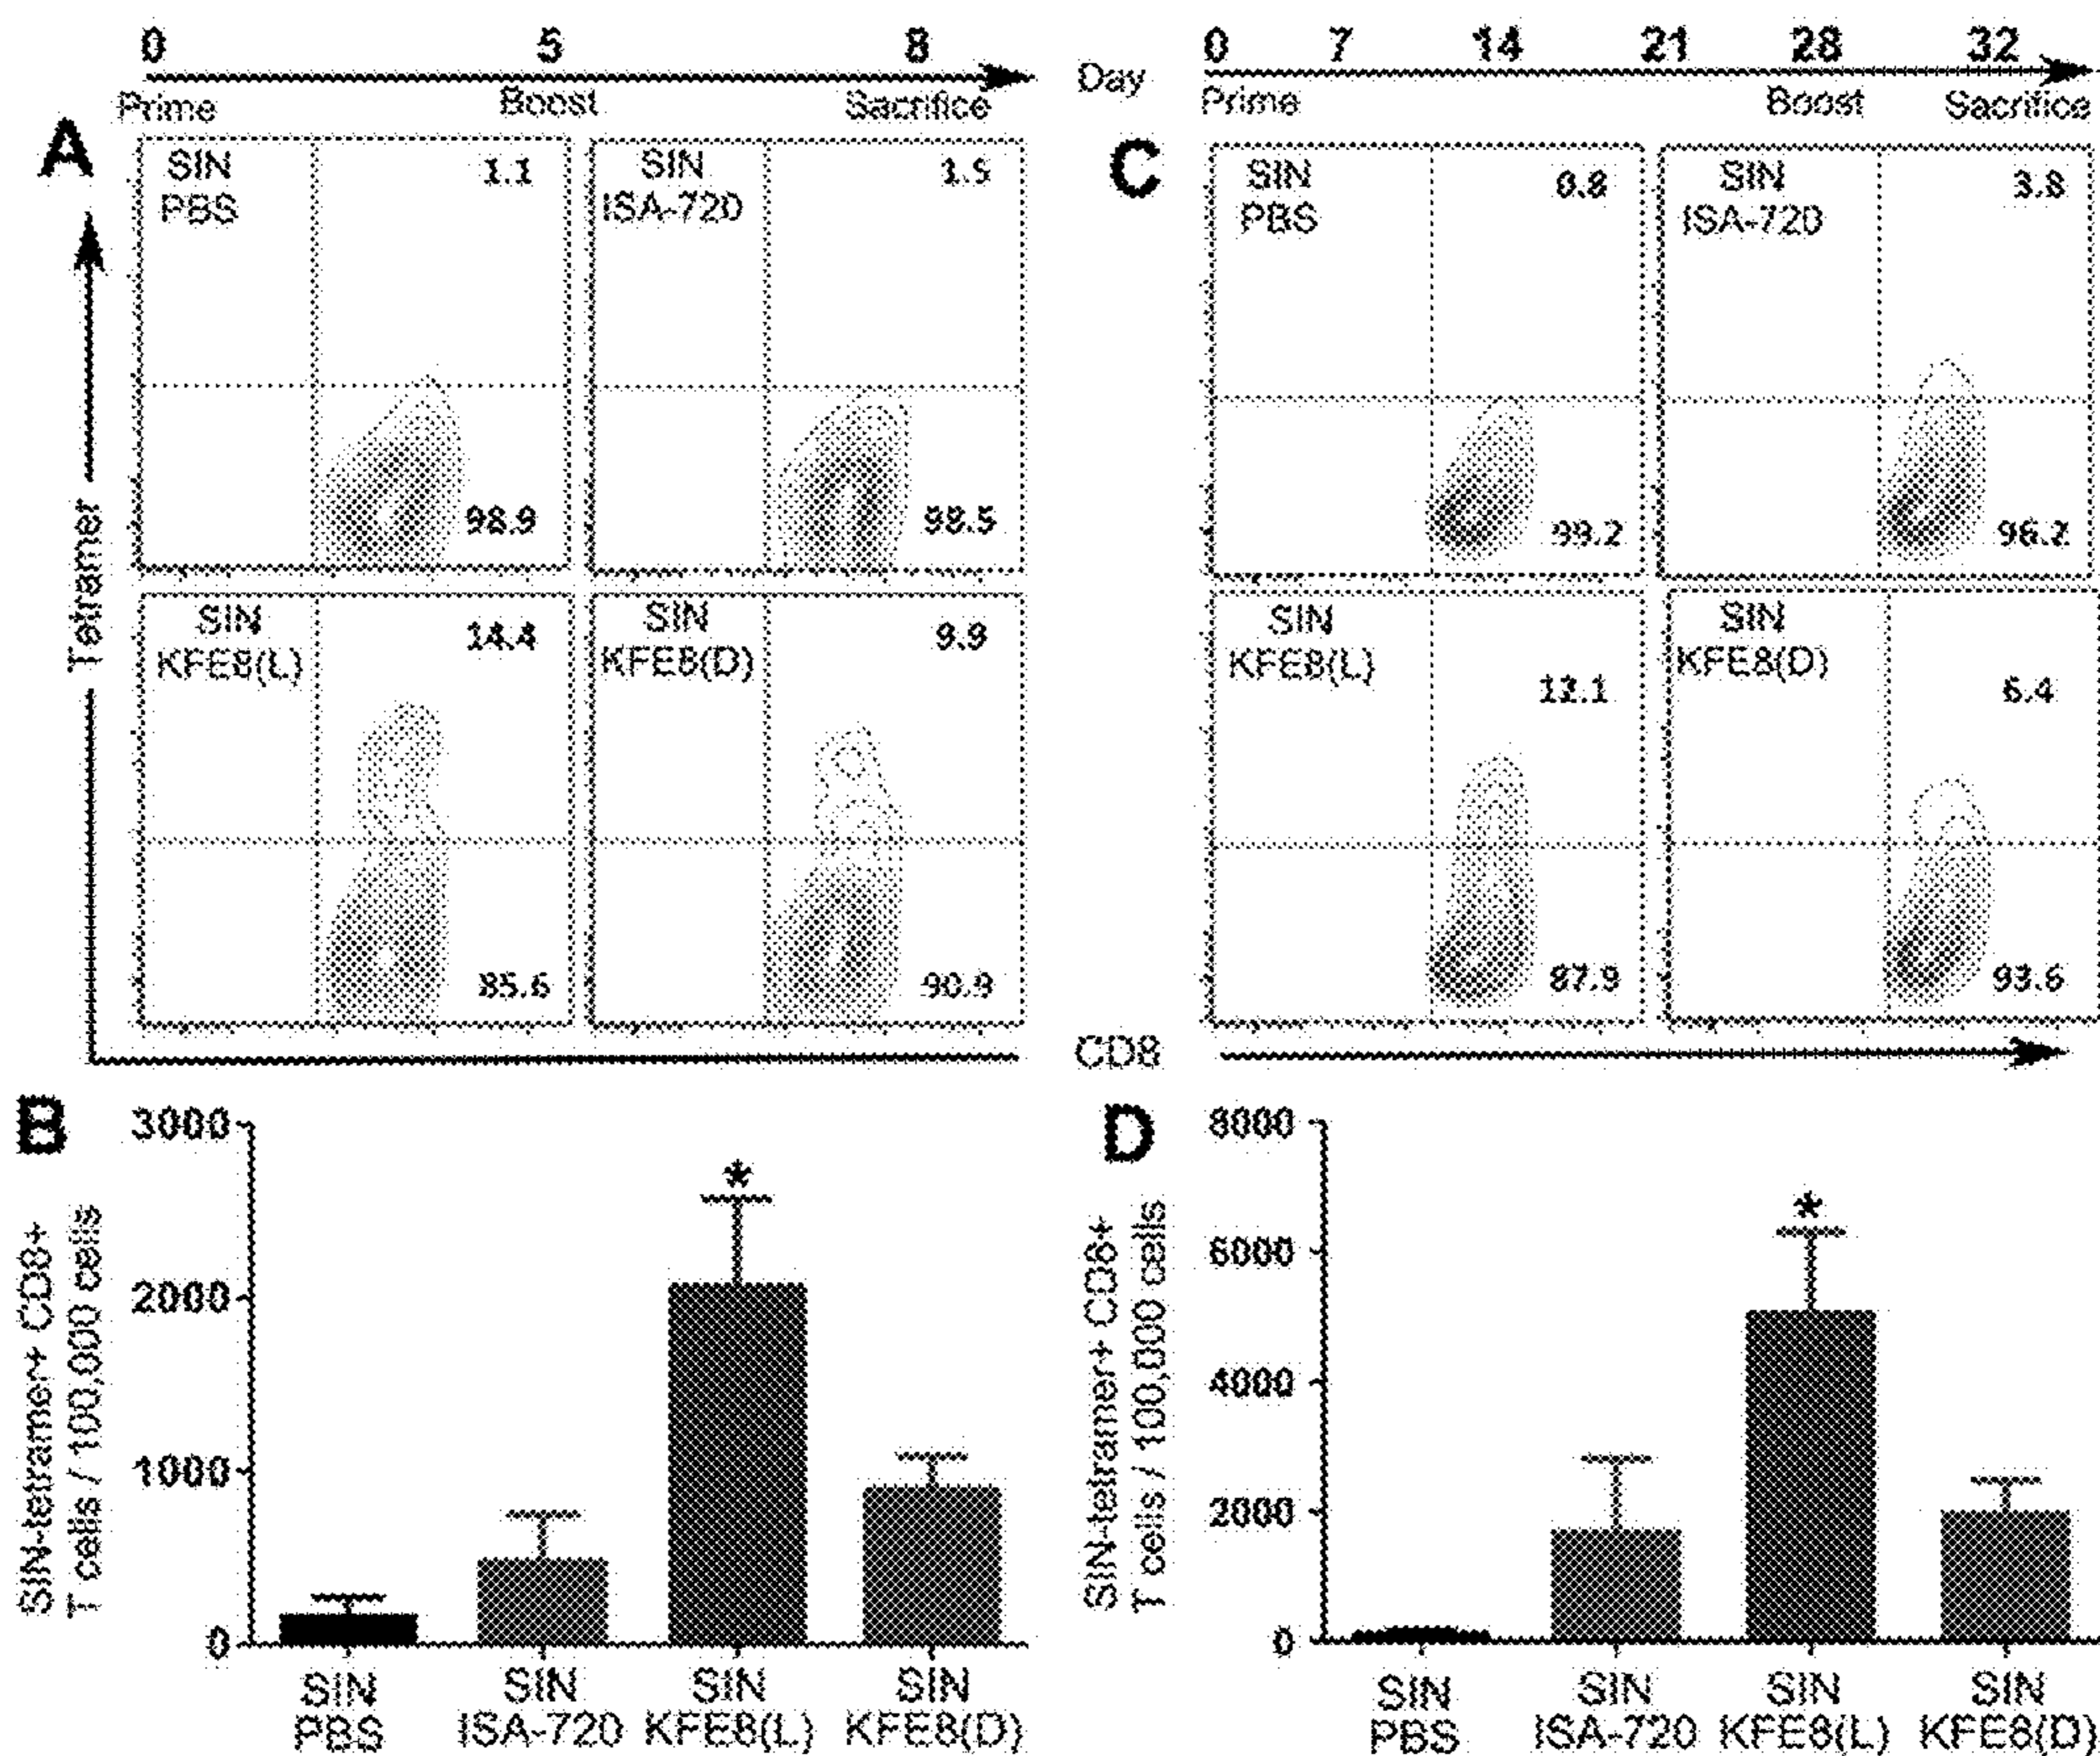 0 5 8
Prime Boost Sacrifice
Day
0 7 14 21 28 32
Prime Boost Sacrifice
A
Tetramer
SIN
PBS
1.1
98.9
SIN
ISA-720
1.5
98.5
SIN
KFE8(L)
14.4
85.6
SIN
KFE8(D)
9.9
90.9
C
SIN
PBS
0.8
99.2
SIN
ISA-720
3.8
96.2
SIN
KFE8(L)
12.1
87.9
SIN
KFE8(D)
6.4
93.6
CD8
B
SIN-tetramer+ CD8+
T cells / 100,000 cells
3000
2000
1000
0
*
SIN
PBS
SIN
ISA-720
SIN
KFE8(L)
SIN
KFE8(D)
D
SIN-tetramer+ CD8+
T cells / 100,000 cells
8000
6000
4000
2000
0
*
SIN
PBS
SIN
ISA-720
SIN
KFE8(L)
SIN
KFE8(D)